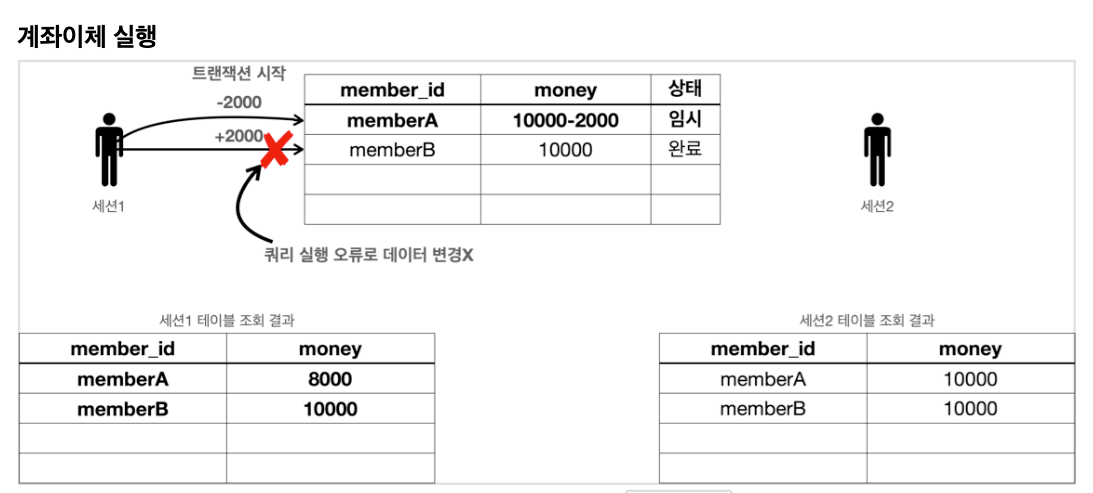 계좌이체 실행
트랜잭션 시작
-2000
+2000
member_id money 상태
memberA 10000-2000 임시
memberB 10000 완료
세션1
세션2
쿼리 실행 오류로 데이터 변경X
세션1 테이블 조회 결과
member_id money
memberA 8000
memberB 10000
세션2 테이블 조회 결과
member_id money
memberA 10000
memberB 10000